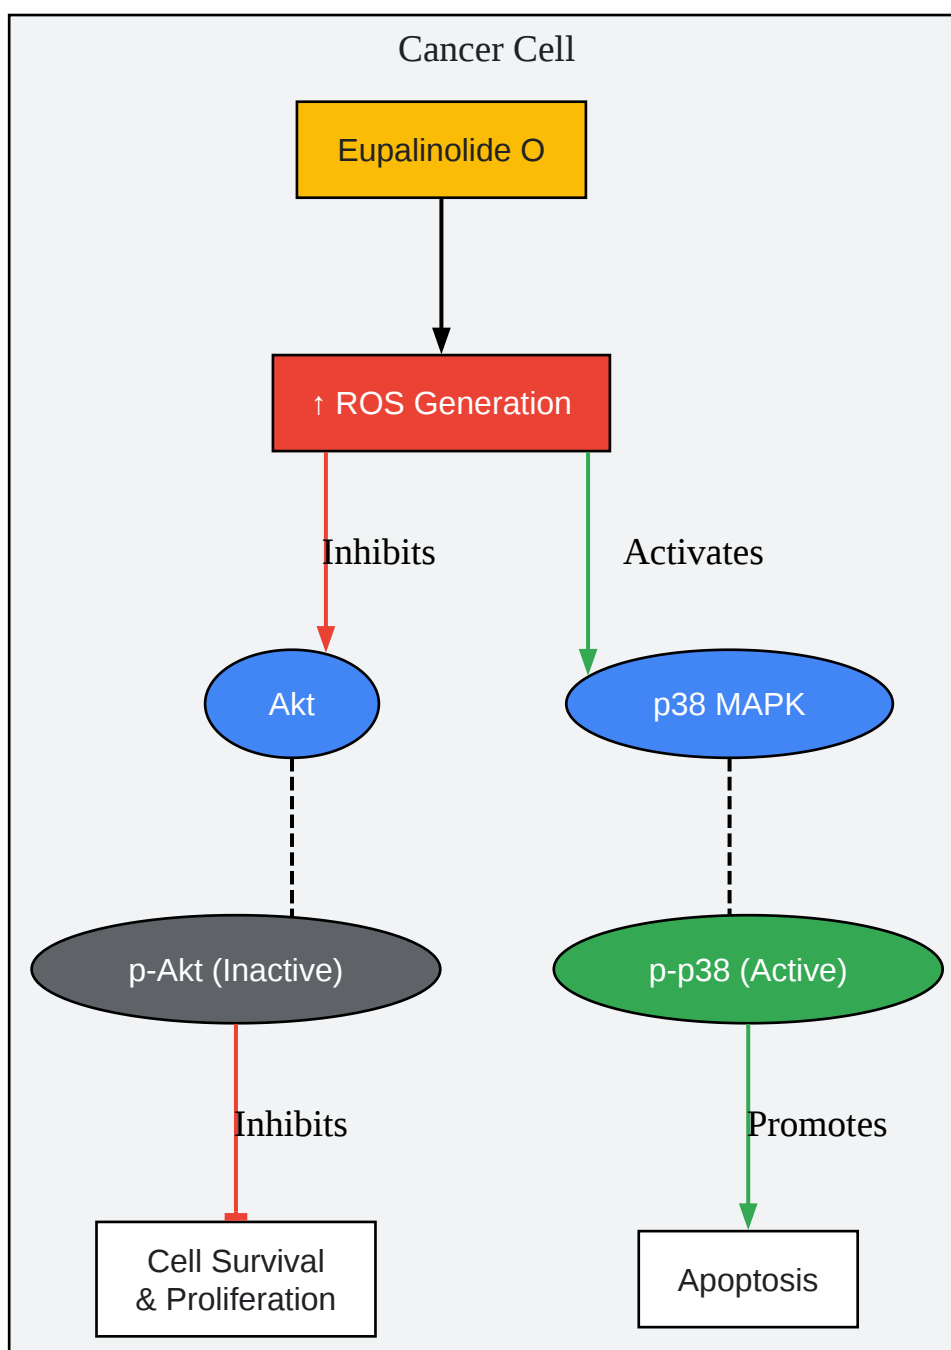 Cancer Cell
Eupalinolide O
↑ ROS Generation
Inhibits
Activates
Akt
p38 MAPK
p-Akt (Inactive)
p-p38 (Active)
Inhibits
Promotes
Cell Survival
& Proliferation
Apoptosis